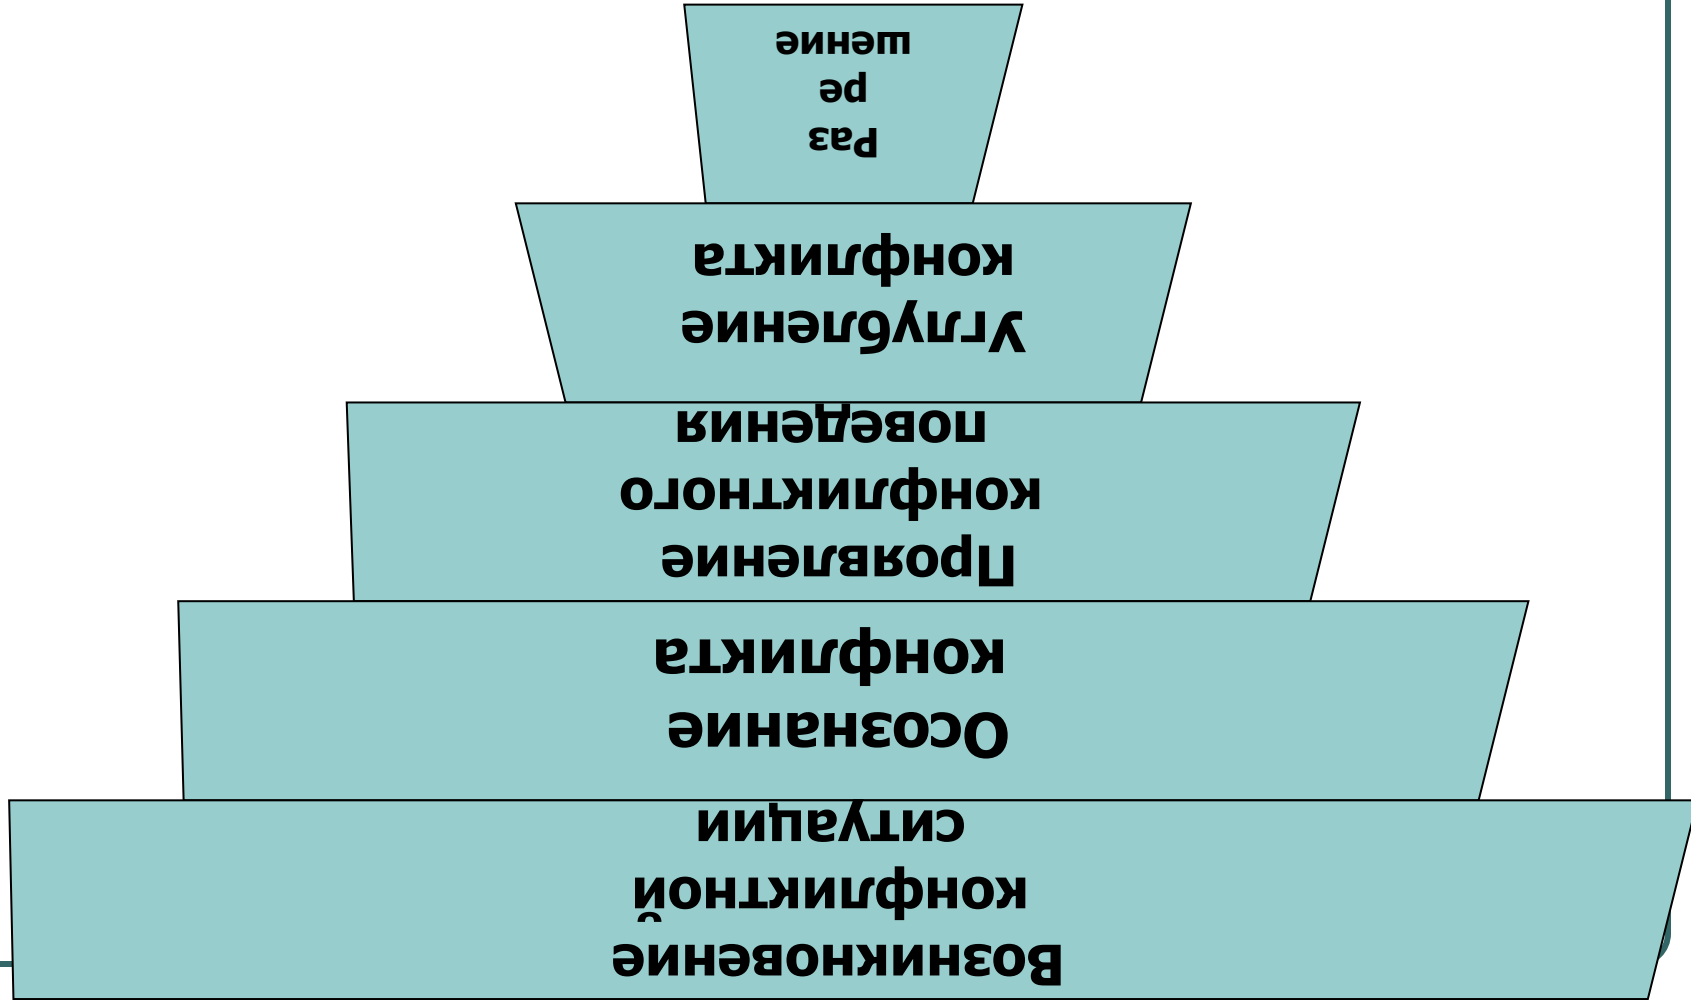 Возникновение
конфликтной
ситуации
Осознание
конфликта
Проявление
конфликтного
поведения
Углубление
конфликта
Раз
ре
шение